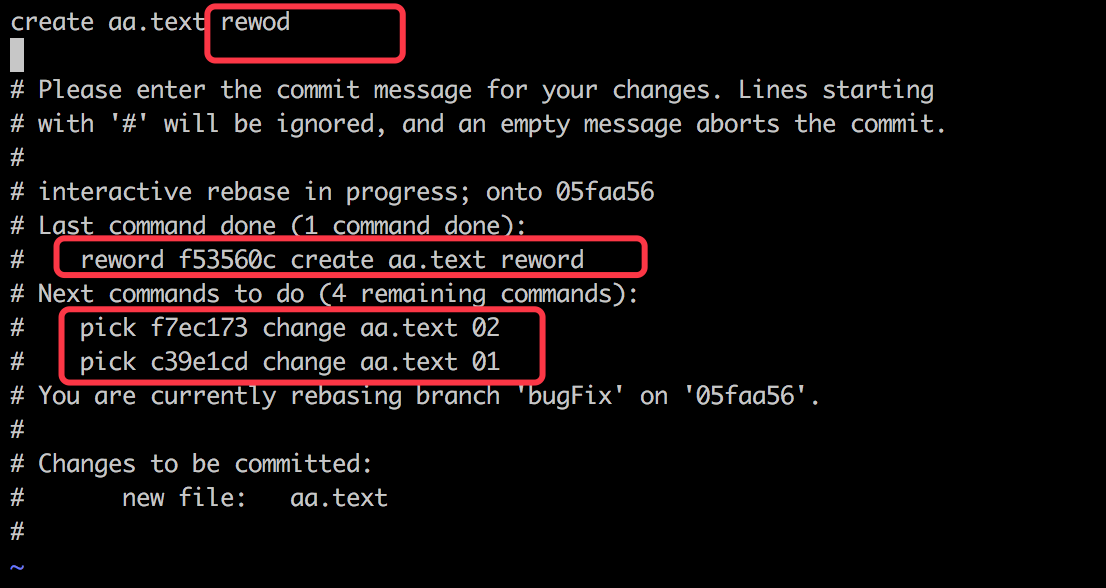 create aa.text rewod
# Please enter the commit message for your changes. Lines starting
# with '#' will be ignored, and an empty message aborts the commit.
#
# interactive rebase in progress; onto 05faa56
# Last command done (1 command done):
#    reword f53560c create aa.text reword
# Next commands to do (4 remaining commands):
#    pick f7ec173 change aa.text 02
#    pick c39e1cd change aa.text 01
# You are currently rebasing branch 'bugFix' on '05faa56'.
#
# Changes to be committed:
#       new file:   aa.text
#
~